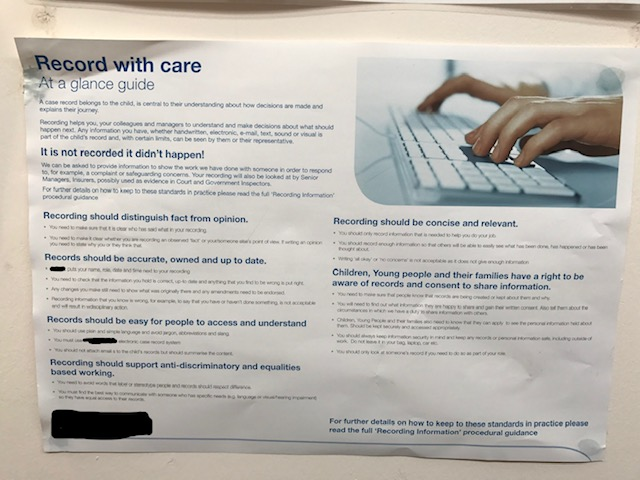 Record with care
At a glance guide
A case record belongs to the child, is central to their understanding about how decisions are made and
explains their journey.
Recording helps you, your colleagues and managers to understand and make decisions about what should
happen next. Any information you have, whether handwritten, electronic, e-mail, text, sound or visual is
part of the child's record and, with certain limits, can be seen by them or their representative.
It is not recorded it didn't happen!
We can be asked to provide information to show the work we have done with someone in order to respond
to, for example, a complaint or safeguarding concerns. Your recording will also be looked at by Senior
Managers, Insurers, possibly used as evidence in Court and Government Inspectors.
For further details on how to keep to these standards in practice please read the full 'Recording Information'
procedural guidance
Recording should distinguish fact from opinion.
• You need to make sure that it is clear who has said what in your recording.
• You need to make it clear whether you are recording an observed 'fact' or your/someone else's point of view. If writing an opinion
you need to state why you or they think that.
Records should be accurate, owned and up to date.
• puts your name, role, date and time next to your recording
• You need to check that the information you hold is correct, up to date and anything that you find to be wrong is put right.
• Any changes you make still need to show what was originally there and any amendments need to be endorsed.
• Recording information that you know is wrong, for example, to say that you have or haven't done something, is not acceptable
and will result in disciplinary action
Records should be easy for people to access and understand
• You should use plain and simple language and avoid jargon, abbreviations and slang.
• You must use electronic case record system
• You should not attach emails to the child's records but should summarise the content.
Recording should support anti-discriminatory and equalities
based working.
• You need to avoid words that label or stereotype people and records should respect difference.
• You must find the best way to communicate with someone who has specific needs e.g. language or visual/hearing impairment
so they have equal access to their records.
Recording should be concise and relevant.
• You should only record information that is needed to help you do your job.
• You should record enough information so that others will be able to easily see what has been done, has happened or has been
thought about.
• Writing 'all okay' or 'no concerns' is not acceptable as it does not give enough information
Children, Young people and their families have a right to be
aware of records and consent to share information.
• You need to make sure that people know that records are being created or kept about them and why.
• You will need to find out what information they are happy to share and gain their written consent. Also tell them about the
circumstances in which we have a duty to share information with others.
• Children, Young People and their families also need to know that they can apply to see the personal information held about
them. Should be kept securely and accessed appropriately
• You should always keep information security in mind and keep any records or personal information safe, including outside of
work. Do not leave it in your bag, laptop, car etc.
• You should only look at someone's record if you need to do so as part of your role.
For further details on how to keep to these standards in practice please
read the full 'Recording Information' procedural guidance